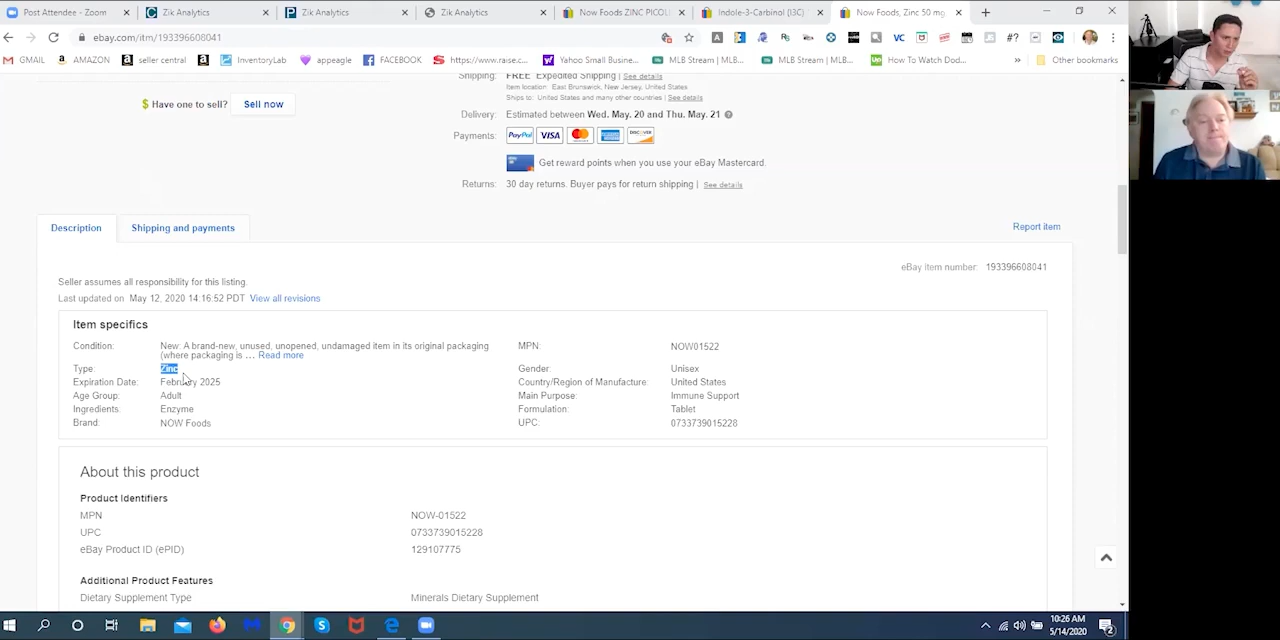 Post Attendee - Zoom
Zik Analytics
Zik Analytics
Zik Analytics
Now Foods ZINC PICOLI
Indole-3-Carbinol (I3C)
Now Foods, Zinc 50 mg,
ebay.com/itm/193396608041
GMAIL
AMAZON
seller central
InventoryLab
appeagle
FACEBOOK
https://www.raise.c...
Yahoo Small Busine...
MLB Stream | MLB...
MLB Stream | MLB...
How To Watch Dod...
Other bookmarks
Shipping: FREE Expedited Shipping | See details
Item location: East Brunswick, New Jersey, United States
Ships to: United States and many other countries | See details
$ Have one to sell? Sell now
Delivery: Estimated between Wed. May. 20 and Thu. May. 21
Payments: PayPal VISA
Get reward points when you use your eBay Mastercard.
Returns: 30 day returns. Buyer pays for return shipping | See details
Description
Shipping and payments
Report item
eBay item number: 193396608041
Seller assumes all responsibility for this listing.
Last updated on May 12, 2020 14:16:52 PDT View all revisions
Item specifics
Condition: New: A brand-new, unused, unopened, undamaged item in its original packaging
(where packaging is ... Read more
MPN: NOW01522
Type: Zinc
Gender: Unisex
Expiration Date: February 2025
Country/Region of Manufacture: United States
Age Group: Adult
Main Purpose: Immune Support
Ingredients: Enzyme
Formulation: Tablet
Brand: NOW Foods
UPC: 0733739015228
About this product
Product Identifiers
MPN NOW-01522
UPC 0733739015228
eBay Product ID (ePID) 129107775
Additional Product Features
Dietary Supplement Type Minerals Dietary Supplement
10:26 AM
5/14/2020